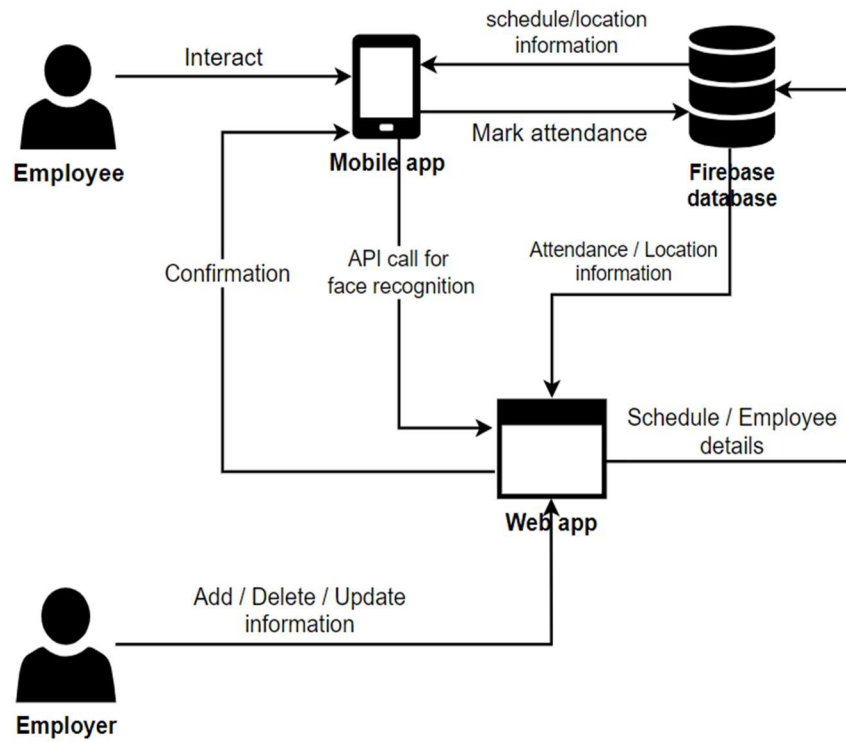 schedule/location
information
Interact
Mark attendance
Employee
Mobile app
Firebase
database
Confirmation
API call for
face recognition
Attendance / Location
information
Schedule / Employee
details
Web app
Add / Delete / Update
information
Employer